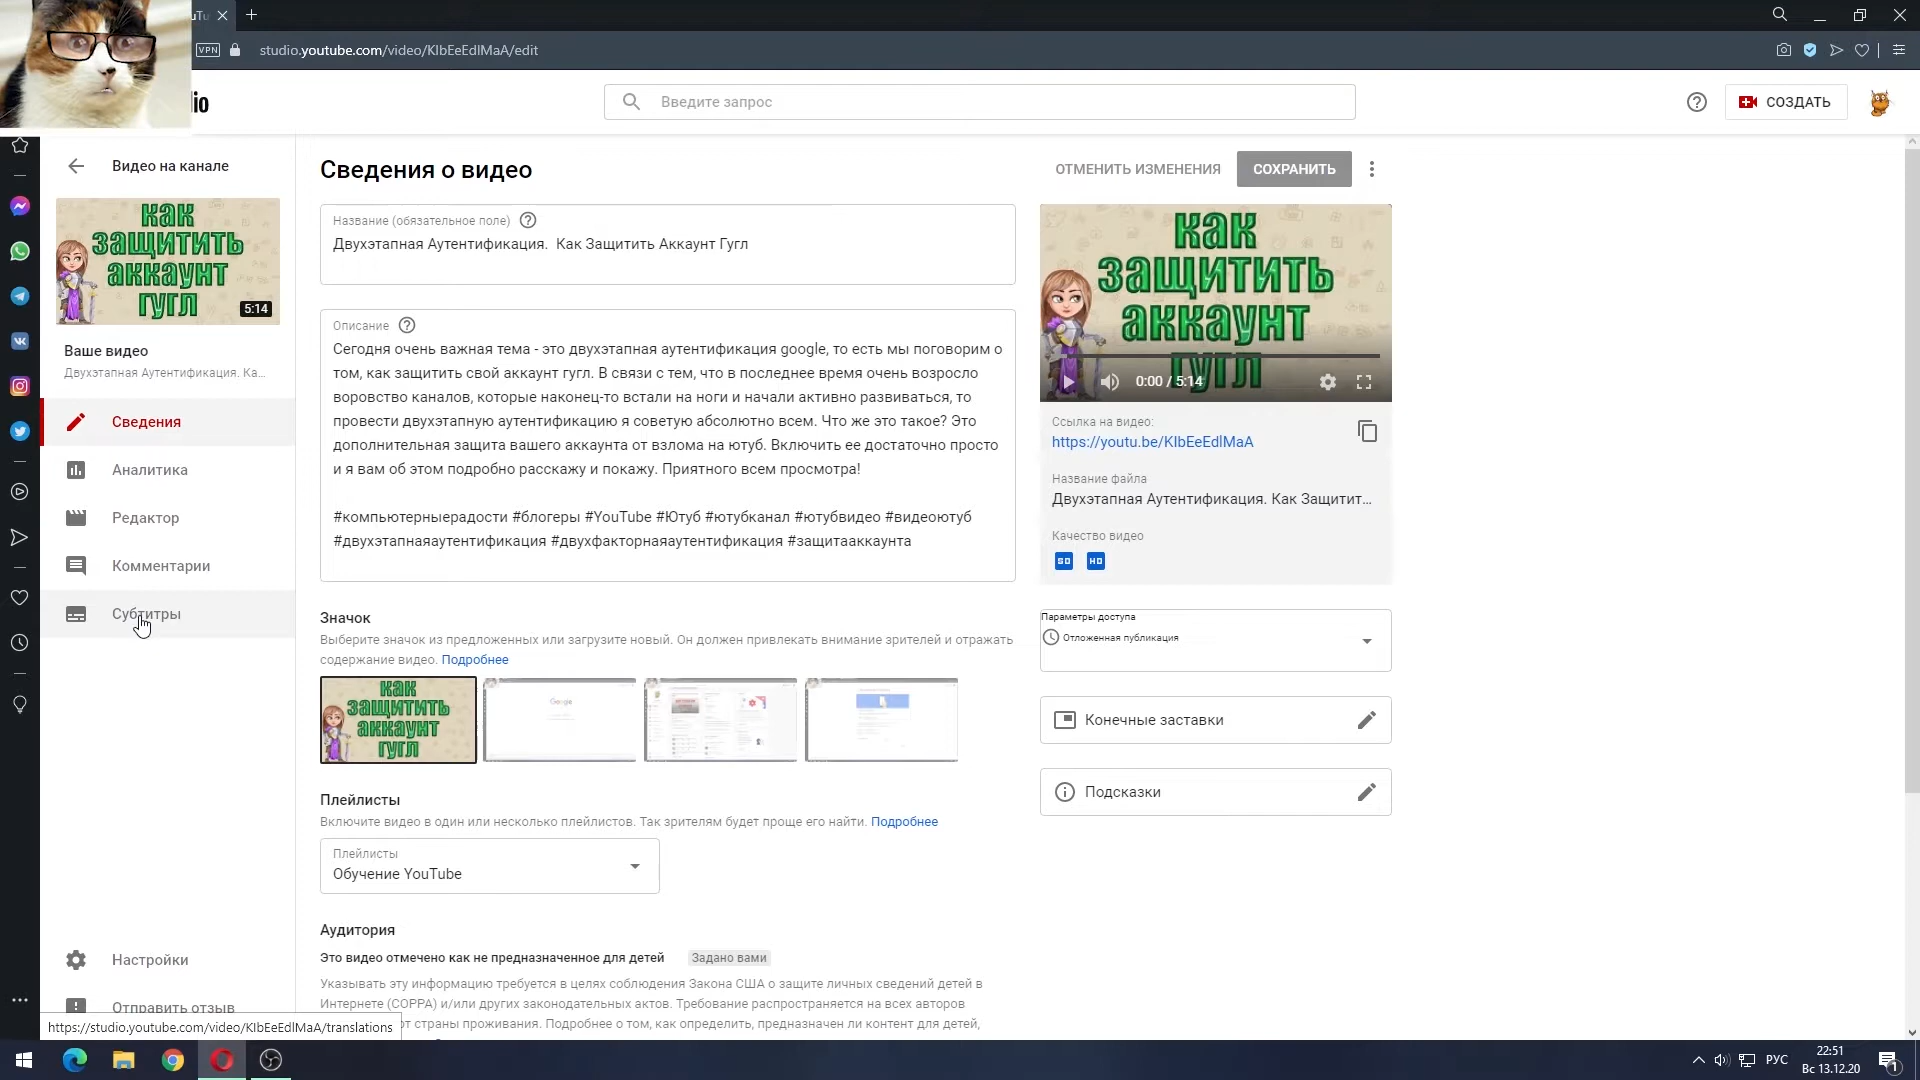 VPN
studio.youtube.com/video/KIbEeEdlMaA/edit
Введите запрос
СОЗДАТЬ
Видео на канале
как
защитить
аккаунт
гугл
5:14
Ваше видео
Двухэтапная Аутентификация. Ка...
Сведения
Аналитика
Редактор
Комментарии
Субтитры
Настройки
Отправить отзыв
https://studio.youtube.com/video/KIbEeEdlMaA/translations
Сведения о видео
ОТМЕНИТЬ ИЗМЕНЕНИЯ
СОХРАНИТЬ
Название (обязательное поле)
Двухэтапная Аутентификация.  Как Защитить Аккаунт Гугл
Описание
Сегодня очень важная тема - это двухэтапная аутентификация google, то есть мы поговорим о
том, как защитить свой аккаунт гугл. В связи с тем, что в последнее время очень возросло
воровство каналов, которые наконец-то встали на ноги и начали активно развиваться, то
провести двухэтапную аутентификацию я советую абсолютно всем. Что же это такое? Это
дополнительная защита вашего аккаунта от взлома на ютуб. Включить ее достаточно просто
и я вам об этом подробно расскажу и покажу. Приятного всем просмотра!
#компьютерныерадости #блогеры #YouTube #Ютуб #ютубканал #ютубвидео #видеоютуб
#двухэтапнаяаутентификация #двухфакторнаяаутентификация #защитааккаунта
Значок
Выберите значок из предложенных или загрузите новый. Он должен привлекать внимание зрителей и отражать
содержание видео. Подробнее
как
защитить
аккаунт
гугл
Google
Плейлисты
Включите видео в один или несколько плейлистов. Так зрителям будет проще его найти. Подробнее
Плейлисты
Обучение YouTube
Аудитория
Это видео отмечено как не предназначенное для детей
Задано вами
Указывать эту информацию требуется в целях соблюдения Закона США о защите личных сведений детей в
Интернете (COPPA) и/или других законодательных актов. Требование распространяется на всех авторов
от страны проживания. Подробнее о том, как определить, предназначен ли контент для детей,
как
защитить
аккаунт
гугл
0:00 / 5:14
Ссылка на видео:
https://youtu.be/KIbEeEdlMaA
Название файла
Двухэтапная Аутентификация. Как Защитит...
Качество видео
SD
HD
Параметры доступа
Отложенная публикация
Конечные заставки
Подсказки
РУС
22:51
Вс 13.12.20
1